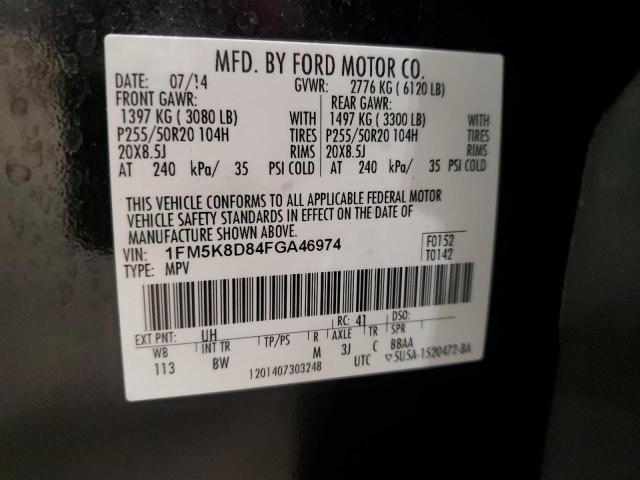 MFD. BY FORD MOTOR CO.
DATE: 07/14 GVWR: 2776 KG ( 6120 LB)
FRONT GAWR: REAR GAWR:
1397 KG ( 3080 LB) WITH 1497 KG ( 3300 LB) WITH
P255/50R20 104H TIRES P255/50R20 104H TIRES
20X8.5J RIMS 20X8.5J RIMS
AT 240 kPa/ 35 PSI COLD AT 240 kPa/ 35 PSI COLD
THIS VEHICLE CONFORMS TO ALL APPLICABLE FEDERAL MOTOR
VEHICLE SAFETY STANDARDS IN EFFECT ON THE DATE OF
MANUFACTURE SHOWN ABOVE.
VIN: 1FM5K8D84FGA46974 F0152
TYPE: MPV T0142
EXT PNT: UH RC: 41 DSO:
WB INT TR TP/PS R AXLE TR SPR
113 BW M 3J C BBAA
1201407303248 UTC ▽5U5A-1520472-BA